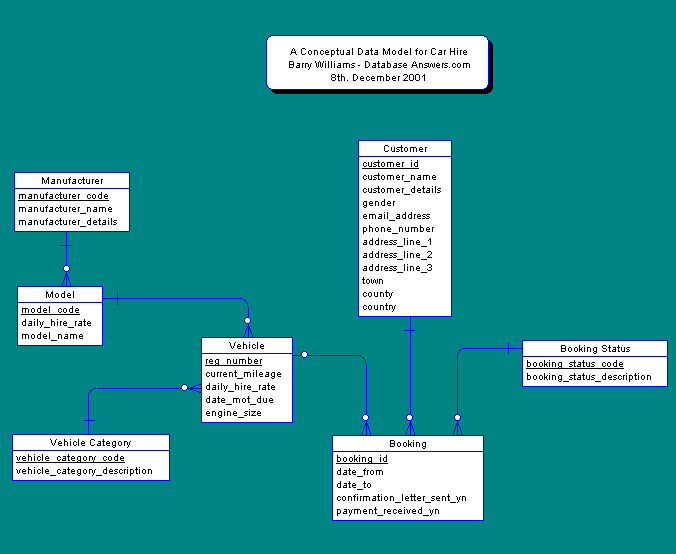 A Conceptual Data Model for Car Hire
Barry Williams - Database Answers.com
8th. December 2001
Customer
customer_id
customer_name
customer_details
gender
email_address
phone_number
address_line_1
address_line_2
address_line_3
town
county
country
Manufacturer
manufacturer_code
manufacturer_name
manufacturer_details
Model
model_code
daily_hire_rate
model_name
Vehicle
reg_number
current_mileage
daily_hire_rate
date_mot_due
engine_size
Booking Status
booking_status_code
booking_status_description
Vehicle Category
vehicle_category_code
vehicle_category_description
Booking
booking_id
date_from
date_to
confirmation_letter_sent_yn
payment_received_yn